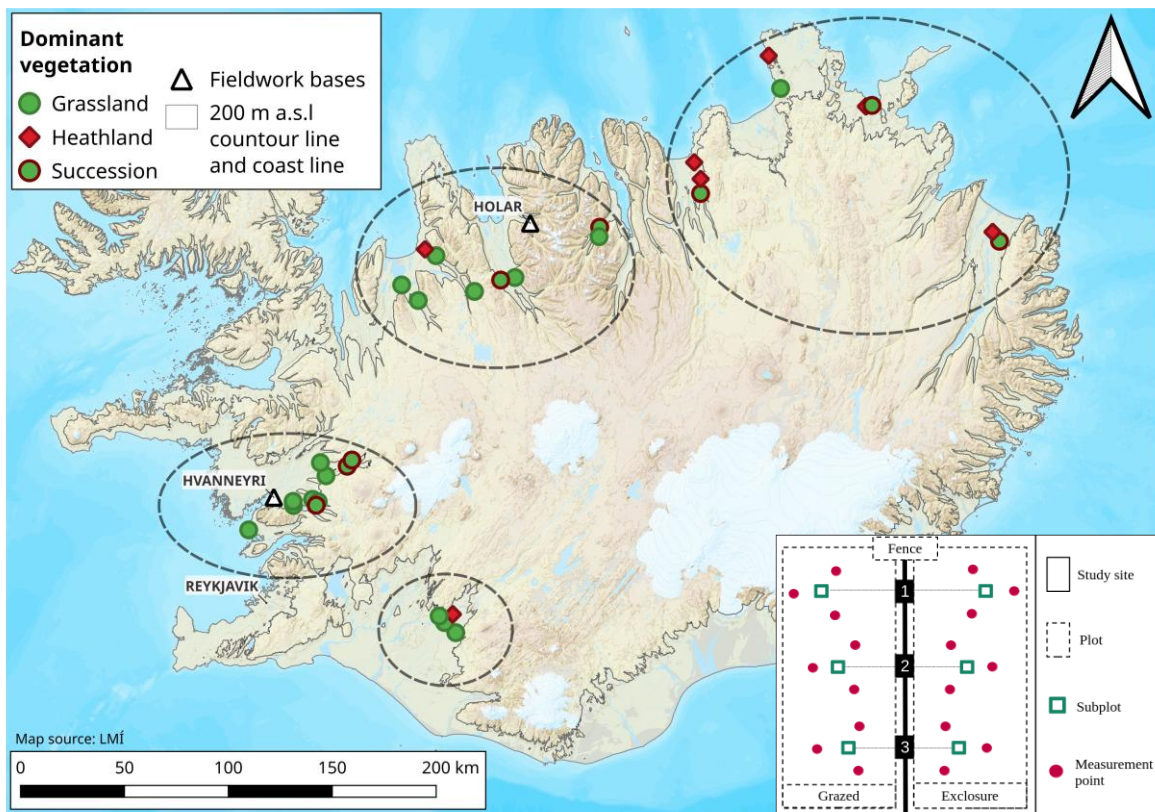 Dominant
vegetation
Grassland
Heathland
Succession
Fieldwork bases
200 m a.s.l
countour line
and coast line
HOLAR
HVANNEYRI
REYKJAVIK
Map source: LMÍ
0 50 100 150 200 km
Fence
1
2
3
Grazed
Exclosure
Study site
Plot
Subplot
Measurement
point